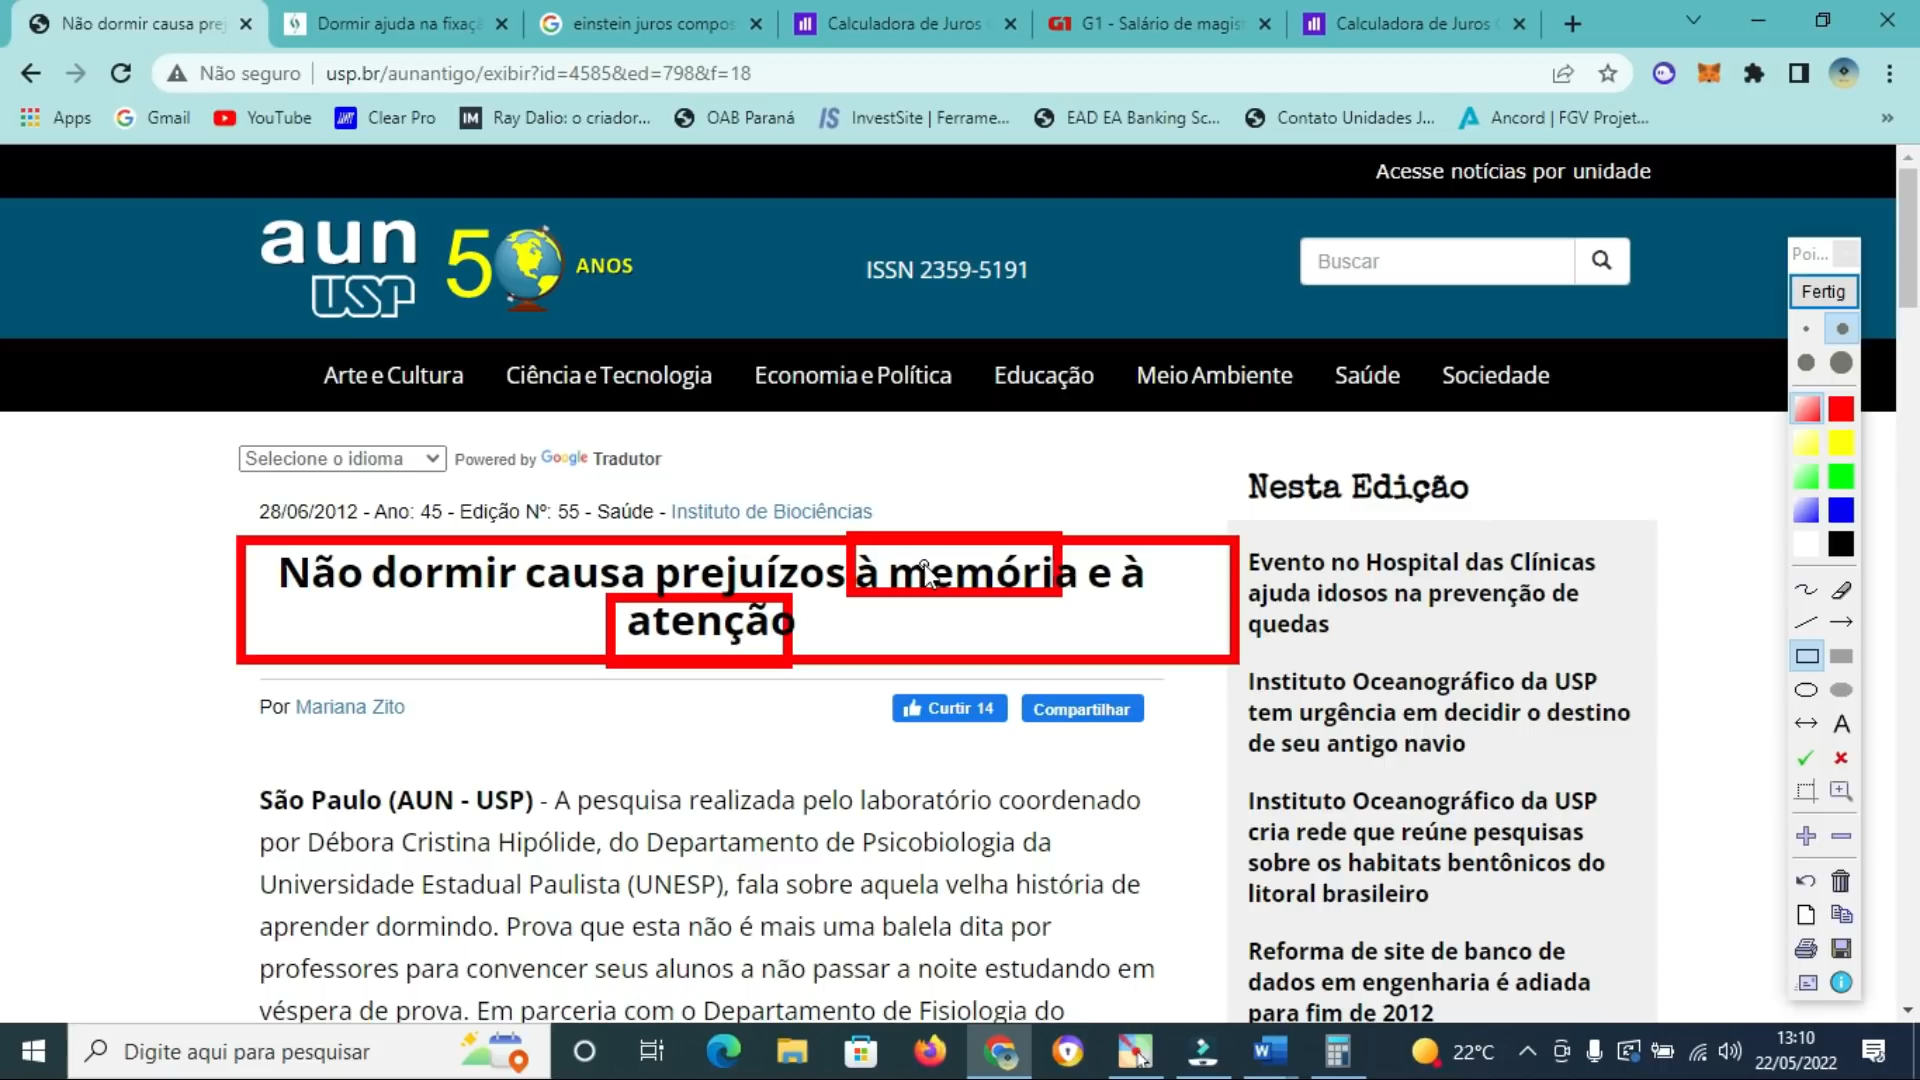 Não dormir causa prej
Dormir ajuda na fixaçã
einstein juros compos
Calculadora de Juros
G1 - Salário de magis
Calculadora de Juros
Não seguro
usp.br/aunantigo/exibir?id=4585&ed=798&f=18
Apps
Gmail
YouTube
Clear Pro
IM
Ray Dalio: o criador...
OAB Paraná
InvestSite | Ferrame...
EAD EA Banking Sc...
Contato Unidades J...
Ancord | FGV Projet...
»
Acesse notícias por unidade
aun
USP
50 ANOS
ISSN 2359-5191
Buscar
Arte e Cultura
Ciência e Tecnologia
Economia e Política
Educação
Meio Ambiente
Saúde
Sociedade
Selecione o idioma
Powered by Google Tradutor
28/06/2012 - Ano: 45 - Edição Nº: 55 - Saúde - Instituto de Biociências
Não dormir causa prejuízos à memória e à
atenção
Por Mariana Zito
Curtir 14
Compartilhar
São Paulo (AUN - USP) - A pesquisa realizada pelo laboratório coordenado
por Débora Cristina Hipólide, do Departamento de Psicobiologia da
Universidade Estadual Paulista (UNESP), fala sobre aquela velha história de
aprender dormindo. Prova que esta não é mais uma balela dita por
professores para convencer seus alunos a não passar a noite estudando em
véspera de prova. Em parceria com o Departamento de Fisiologia do
Nesta Edição
Evento no Hospital das Clínicas
ajuda idosos na prevenção de
quedas
Instituto Oceanográfico da USP
tem urgência em decidir o destino
de seu antigo navio
Instituto Oceanográfico da USP
cria rede que reúne pesquisas
sobre os habitats bentônicos do
litoral brasileiro
Reforma de site de banco de
dados em engenharia é adiada
para fim de 2012
Poi...
Fertig
A
Digite aqui para pesquisar
22°C
13:10
22/05/2022